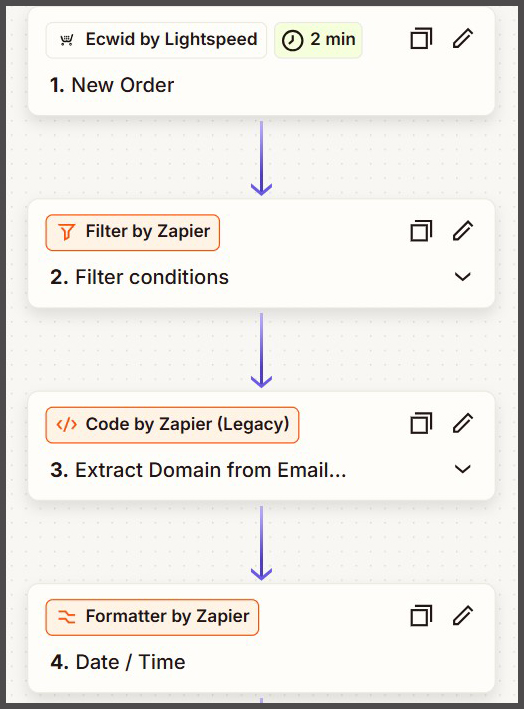 Ecwid by Lightspeed 2 min
1. New Order
Filter by Zapier
2. Filter conditions
Code by Zapier (Legacy)
3. Extract Domain from Email...
Formatter by Zapier
4. Date / Time